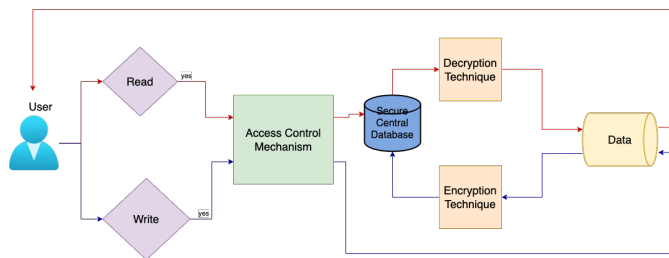 User
Read
yes
Write
yes
Access Control
Mechanism
Secure
Central
Database
Decryption
Technique
Encryption
Technique
Data